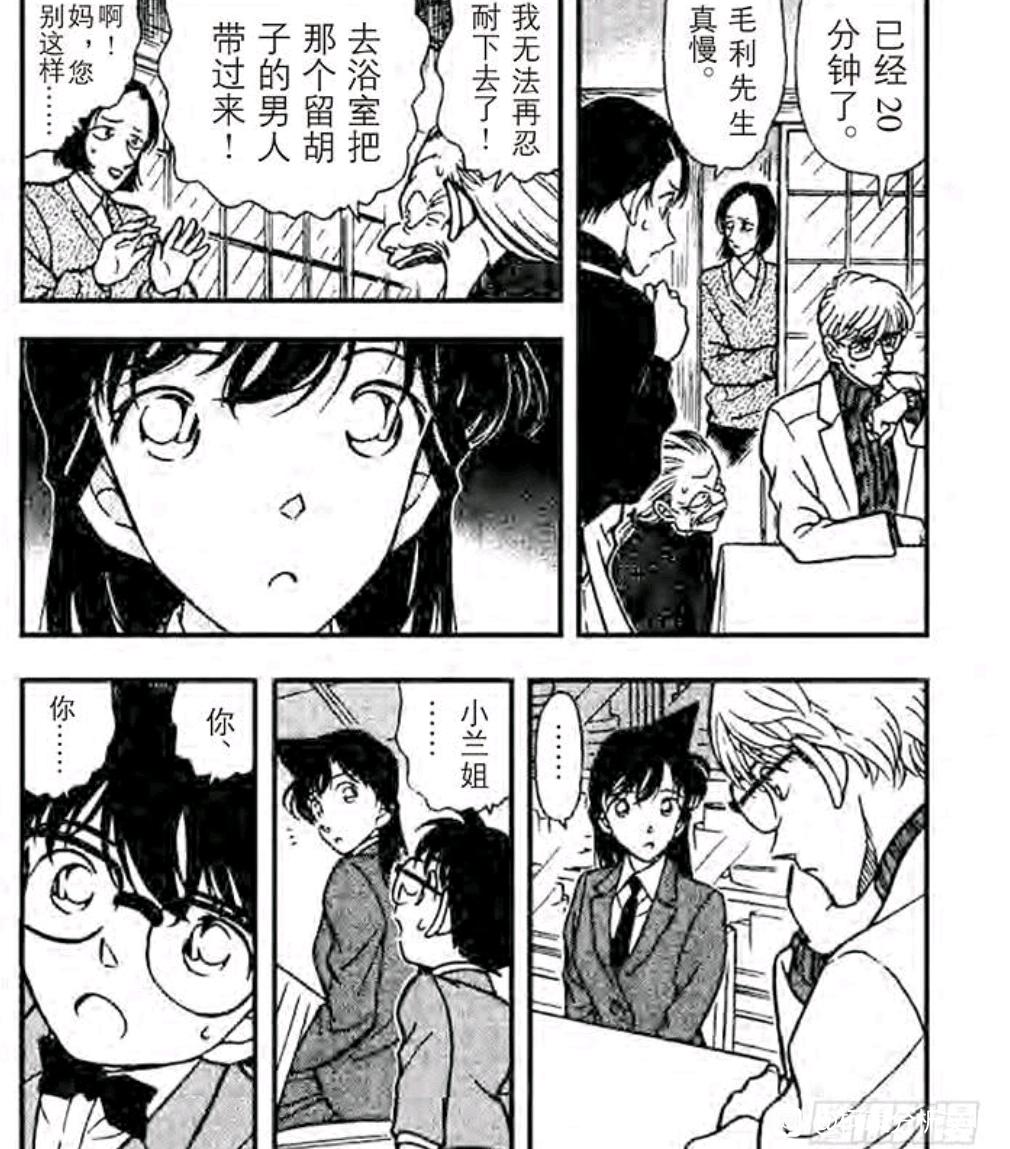 已经20
分钟了。
毛利先生
真慢。
我无法再忍
耐下去了！
去浴室把
那个留胡
子的男人
带过来！
啊！
妈，您
别这样……
……
小兰姐
……
你、
你……